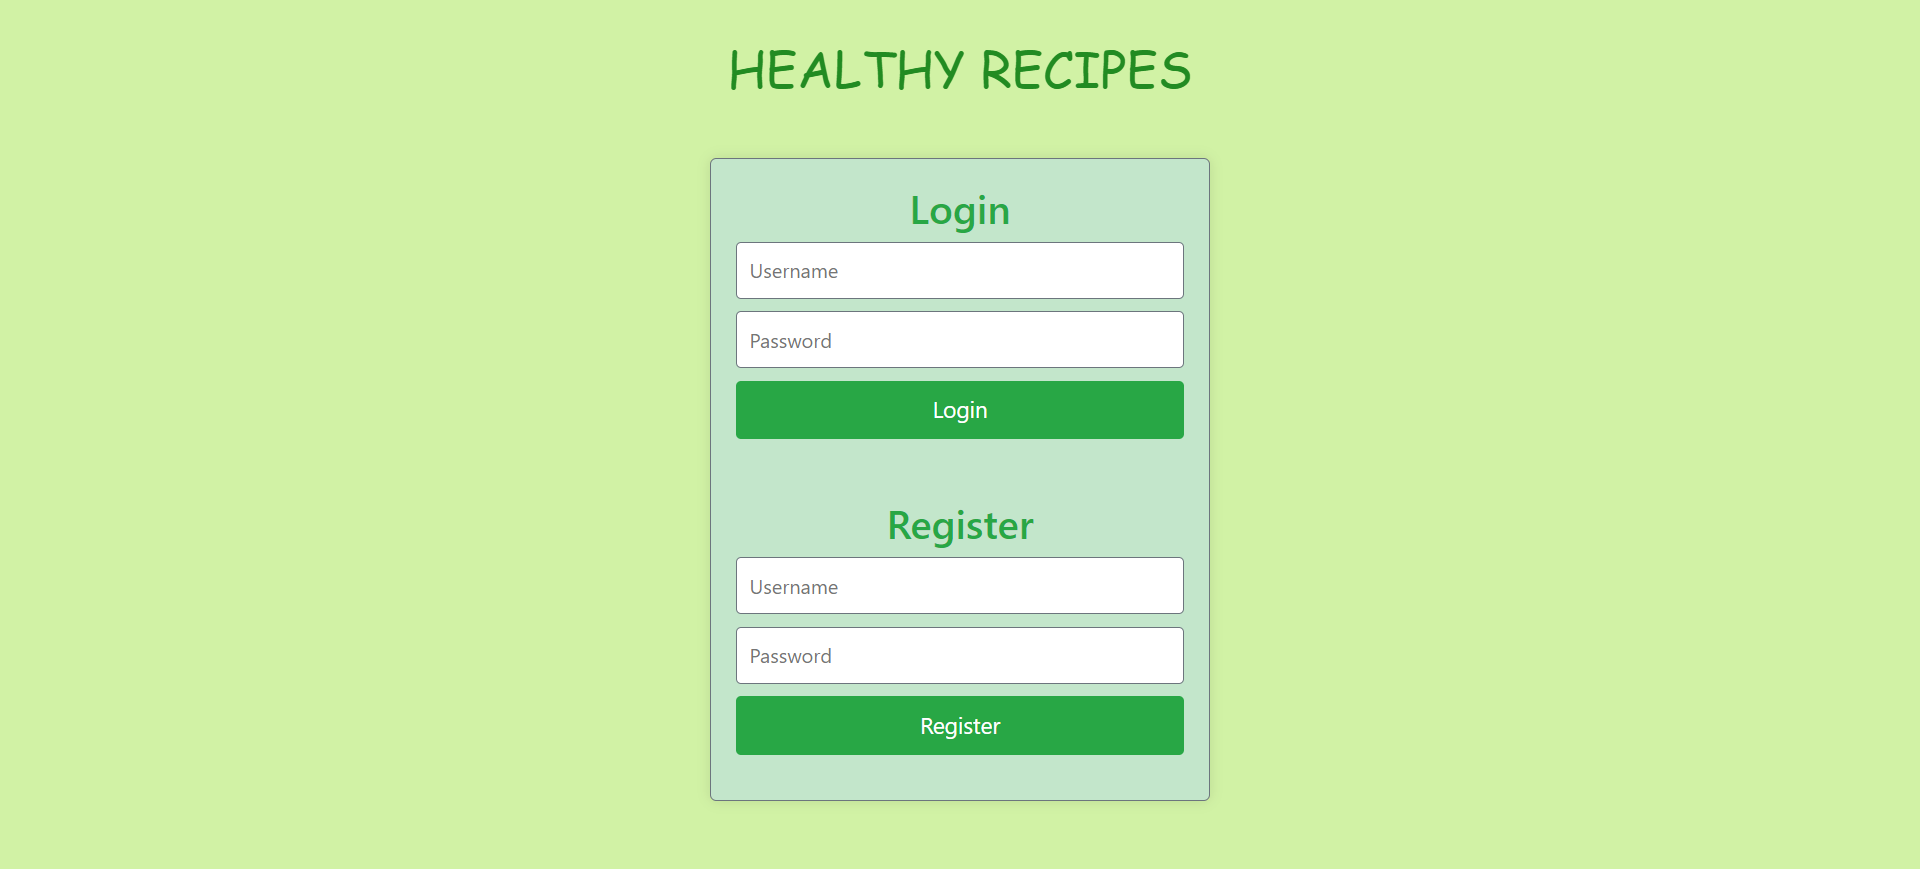 HEALTHY RECIPES
Login
Username
Password
Login
Register
Username
Password
Register